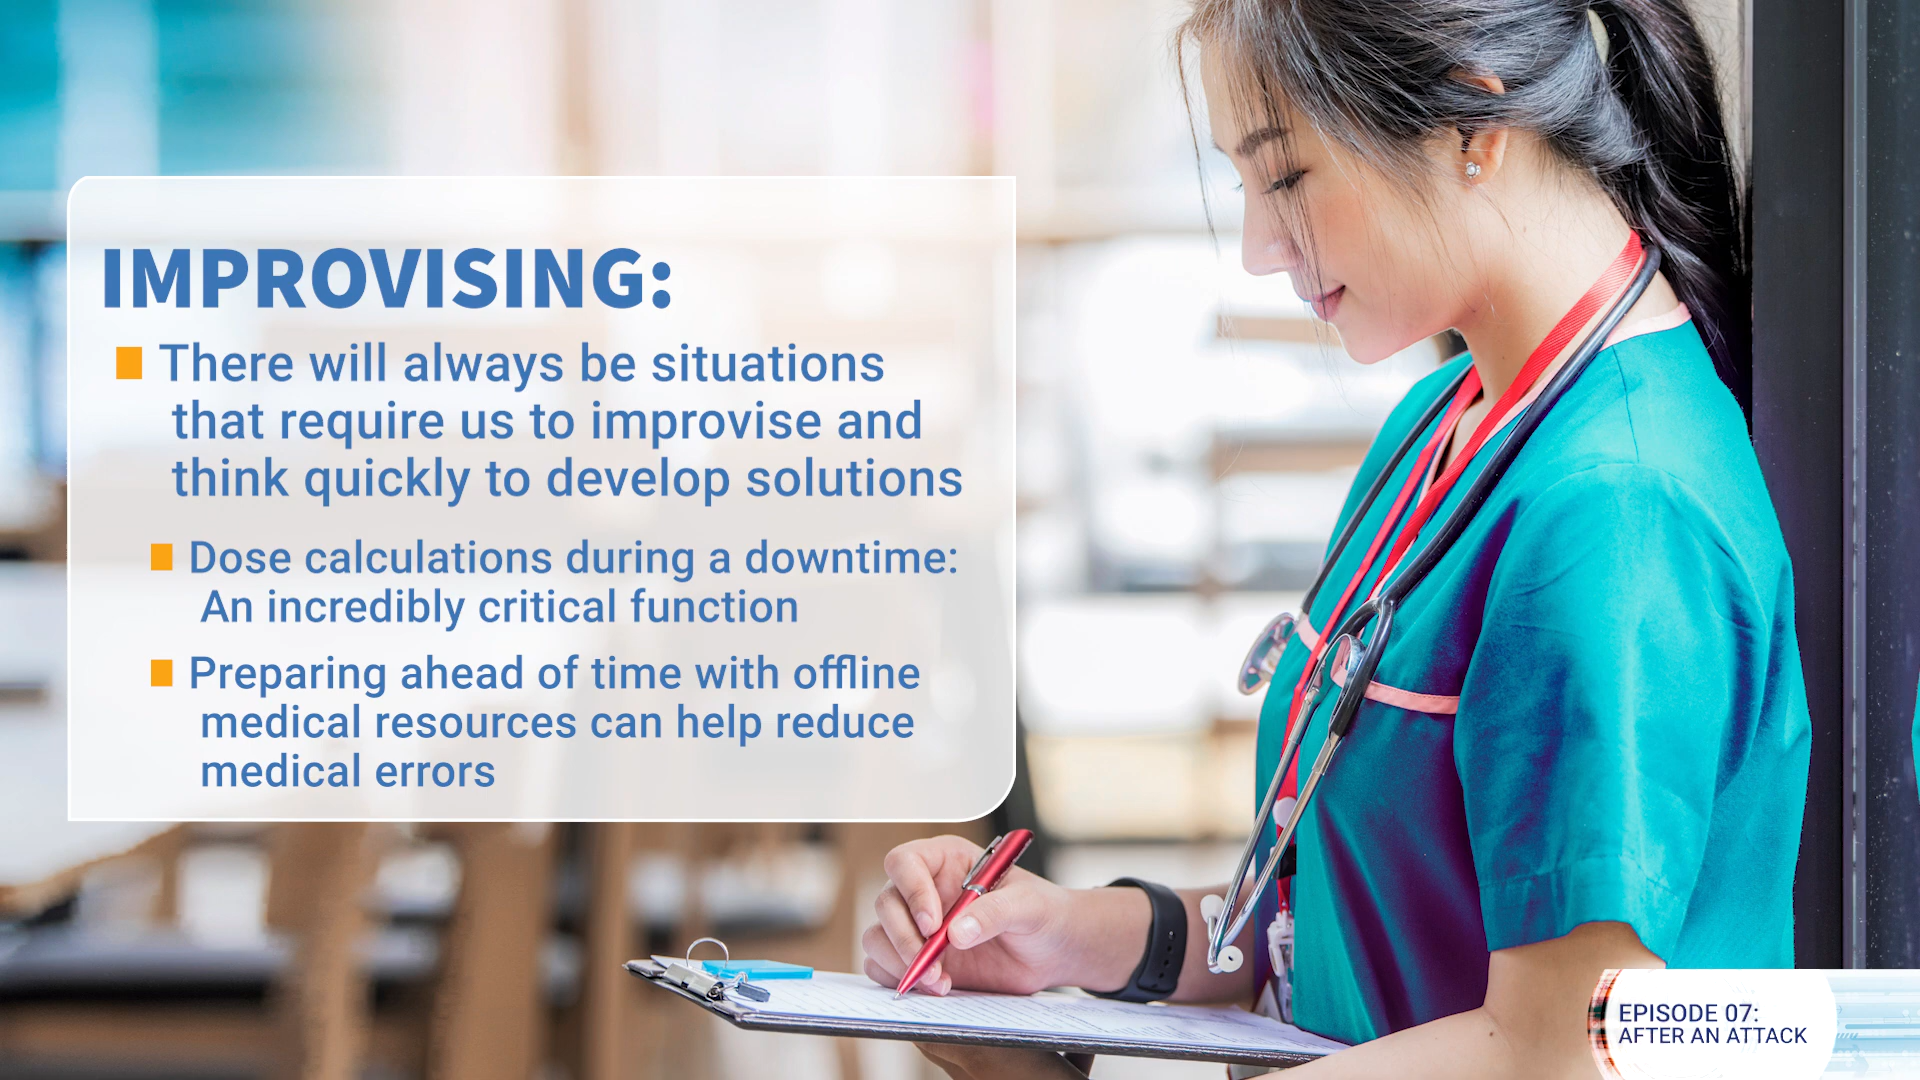 IMPROVISING:
There will always be situations
that require us to improvise and
think quickly to develop solutions
Dose calculations during a downtime:
An incredibly critical function
Preparing ahead of time with offline
medical resources can help reduce
medical errors
EPISODE 07:
AFTER AN ATTACK